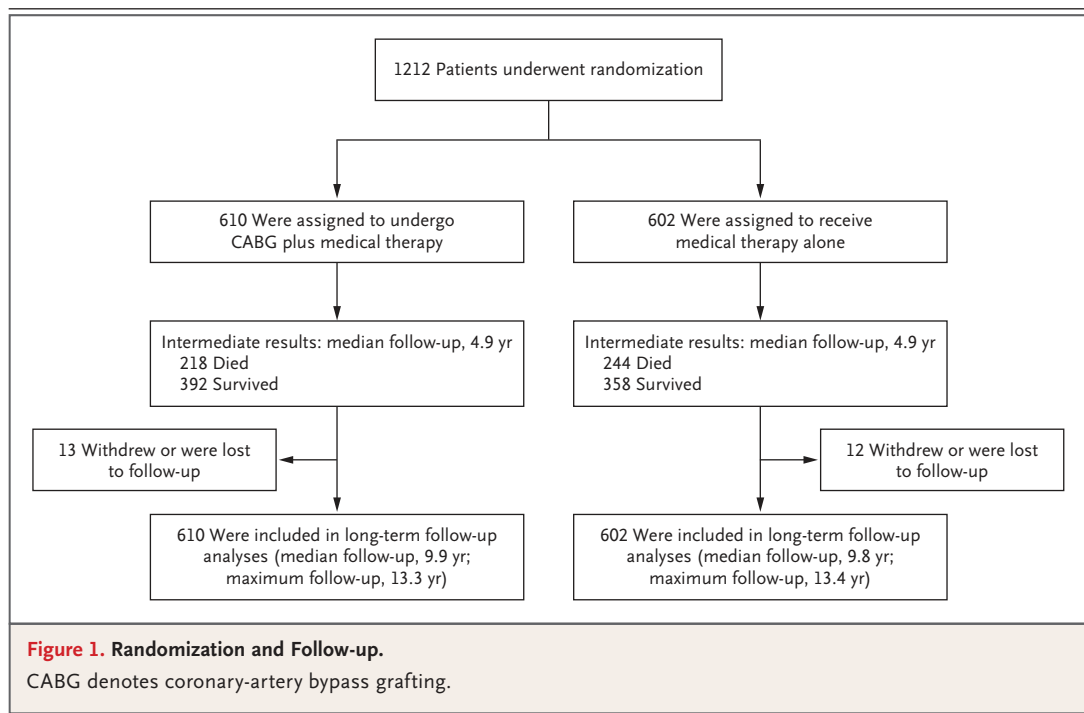 1212 Patients underwent randomization
610 Were assigned to undergo
CABG plus medical therapy
602 Were assigned to receive
medical therapy alone
Intermediate results: median follow-up, 4.9 yr
218 Died
392 Survived
Intermediate results: median follow-up, 4.9 yr
244 Died
358 Survived
13 Withdrew or were lost
to follow-up
12 Withdrew or were lost
to follow-up
610 Were included in long-term follow-up
analyses (median follow-up, 9.9 yr;
maximum follow-up, 13.3 yr)
602 Were included in long-term follow-up
analyses (median follow-up, 9.8 yr;
maximum follow-up, 13.4 yr)
Figure 1. Randomization and Follow-up.
CABG denotes coronary-artery bypass grafting.